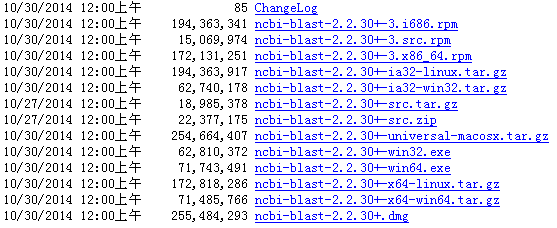 10/30/2014 12:00上午 85 ChangeLog
10/30/2014 12:00上午 194,363,341 ncbi-blast-2.2.30+-3.i686.rpm
10/30/2014 12:00上午 15,069,974 ncbi-blast-2.2.30+-3.src.rpm
10/30/2014 12:00上午 172,131,251 ncbi-blast-2.2.30+-3.x86_64.rpm
10/30/2014 12:00上午 194,363,917 ncbi-blast-2.2.30+-ia32-linux.tar.gz
10/30/2014 12:00上午 62,740,178 ncbi-blast-2.2.30+-ia32-win32.tar.gz
10/27/2014 12:00上午 18,985,378 ncbi-blast-2.2.30+-src.tar.gz
10/27/2014 12:00上午 22,377,175 ncbi-blast-2.2.30+-src.zip
10/30/2014 12:00上午 254,664,407 ncbi-blast-2.2.30+-universal-macosx.tar.gz
10/30/2014 12:00上午 62,810,372 ncbi-blast-2.2.30+-win32.exe
10/30/2014 12:00上午 71,743,491 ncbi-blast-2.2.30+-win64.exe
10/30/2014 12:00上午 172,818,286 ncbi-blast-2.2.30+-x64-linux.tar.gz
10/30/2014 12:00上午 71,485,766 ncbi-blast-2.2.30+-x64-win64.tar.gz
10/30/2014 12:00上午 255,484,293 ncbi-blast-2.2.30+.dmg